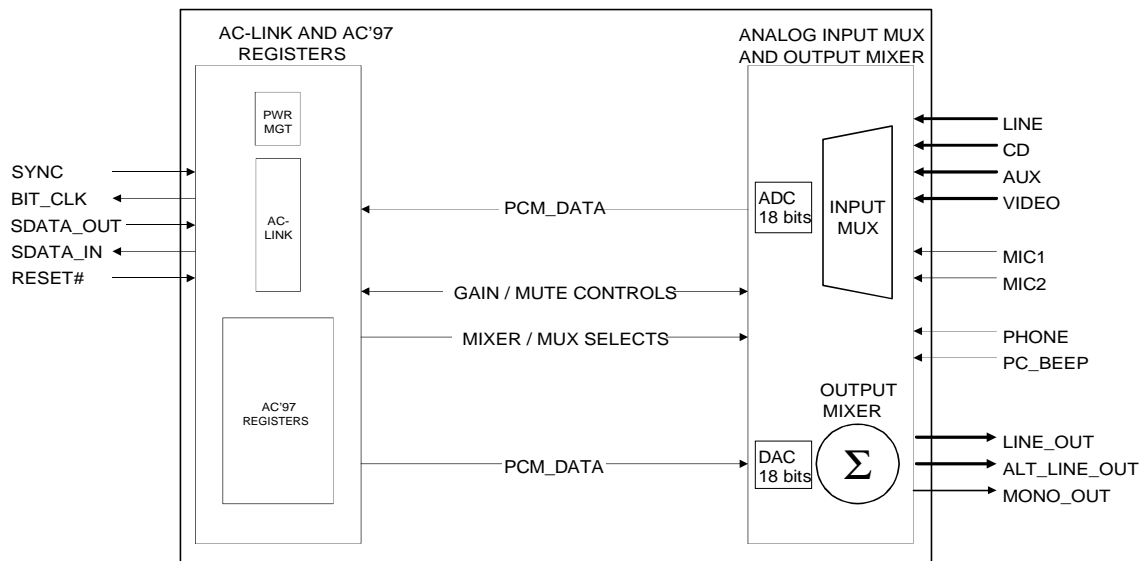 AC-LINK AND AC'97
REGISTERS
PWR
MGT
AC-
LINK
AC'97
REGISTERS
SYNC
BIT_CLK
SDATA_OUT
SDATA_IN
RESET#
PCM_DATA
GAIN / MUTE CONTROLS
MIXER / MUX SELECTS
PCM_DATA
ANALOG INPUT MUX
AND OUTPUT MIXER
ADC
18 bits
INPUT
MUX
OUTPUT
MIXER
DAC
18 bits
Σ
LINE
CD
AUX
VIDEO
MIC1
MIC2
PHONE
PC_BEEP
LINE_OUT
ALT_LINE_OUT
MONO_OUT